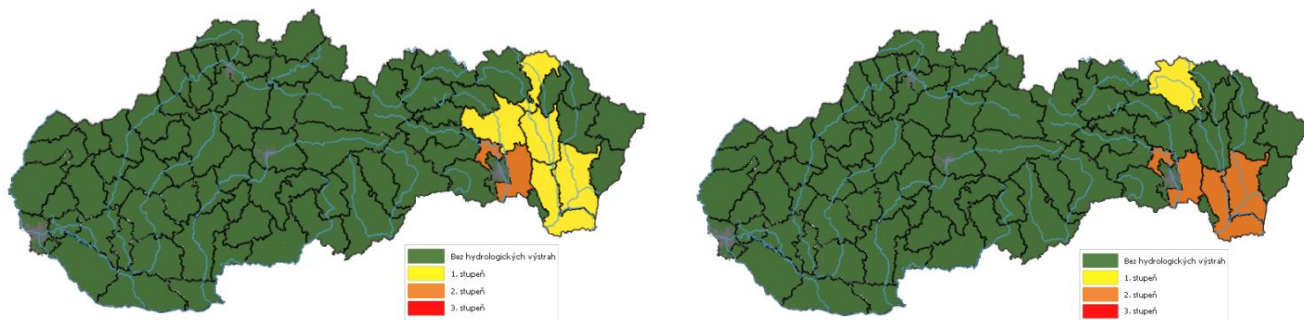 Bez hydrologických výstrah
1. stupeň
2. stupeň
3. stupeň
Bez hydrologických výstrah
1. stupeň
2. stupeň
3. stupeň